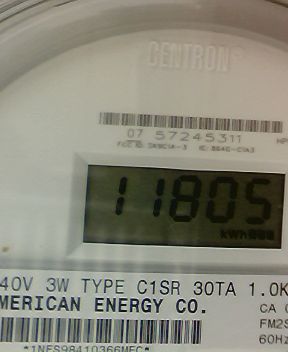 CENTRON
07 57245311
11805
kWh
40V 3W TYPE C1SR 30TA 1.0K
MERICAN ENERGY CO.
CA
FM2S
60Hz